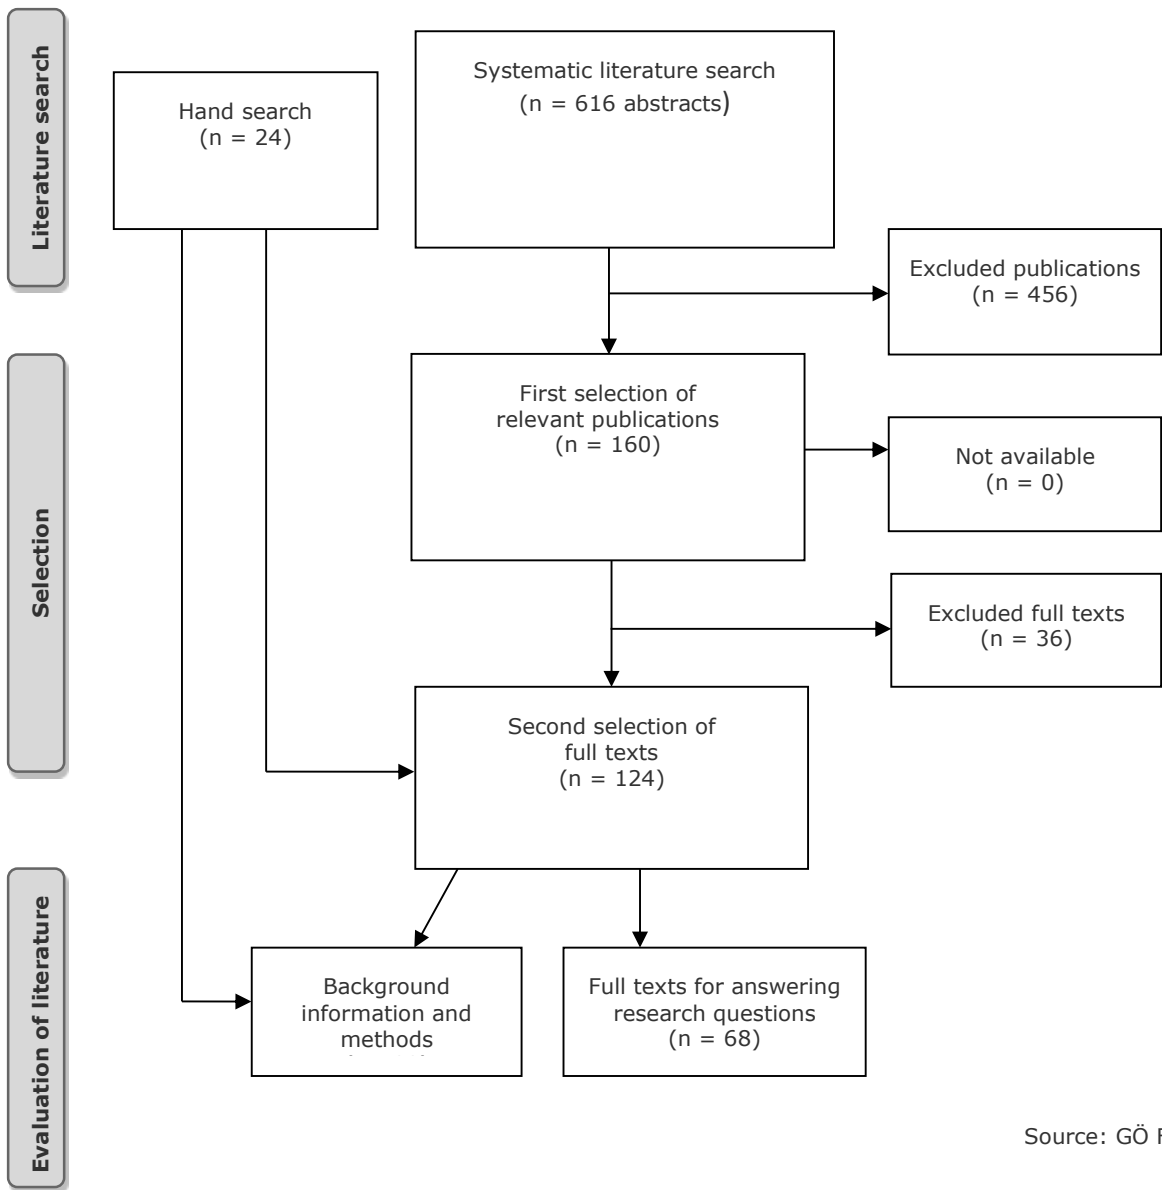 Literature search
Hand search
(n = 24)
Systematic literature search
(n = 616 abstracts)
Excluded publications
(n = 456)
Selection
First selection of
relevant publications
(n = 160)
Not available
(n = 0)
Excluded full texts
(n = 36)
Second selection of
full texts
(n = 124)
Evaluation of literature
Background
information and
methods
Full texts for answering
research questions
(n = 68)
Source: GÖ F